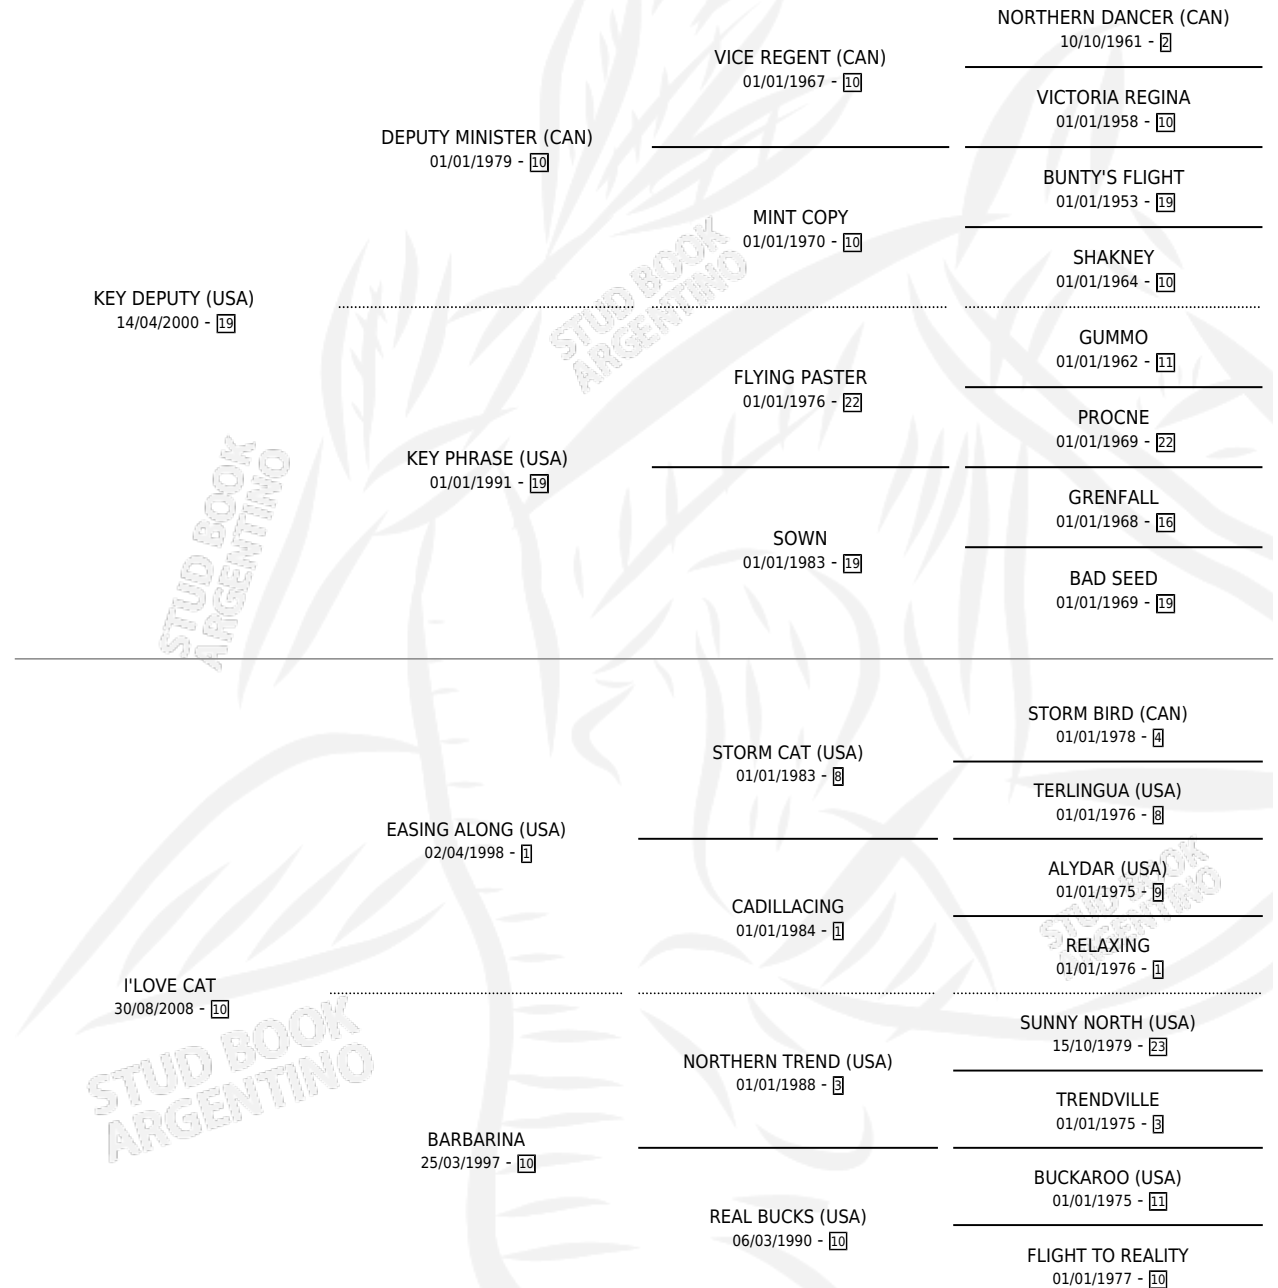 NORTHERN DANCER (CAN)
10/10/1961 - 2
VICE REGENT (CAN)
01/01/1967 - 10
VICTORIA REGINA
01/01/1958 - 10
DEPUTY MINISTER (CAN)
01/01/1979 - 10
BUNTY'S FLIGHT
01/01/1953 - 19
MINT COPY
01/01/1970 - 10
SHAKNEY
01/01/1964 - 10
KEY DEPUTY (USA)
14/04/2000 - 19
GUMMO
01/01/1962 - 11
FLYING PASTER
01/01/1976 - 22
PROCNE
01/01/1969 - 22
KEY PHRASE (USA)
01/01/1991 - 19
GRENFALL
01/01/1968 - 16
SOWN
01/01/1983 - 19
BAD SEED
01/01/1969 - 19
STORM BIRD (CAN)
01/01/1978 - 4
STORM CAT (USA)
01/01/1983 - 8
TERLINGUA (USA)
01/01/1976 - 8
EASING ALONG (USA)
02/04/1998 - 1
ALYDAR (USA)
01/01/1975 - 9
CADILLACING
01/01/1984 - 1
RELAXING
01/01/1976 - 1
I'LOVE CAT
30/08/2008 - 10
SUNNY NORTH (USA)
15/10/1979 - 23
NORTHERN TREND (USA)
01/01/1988 - 3
TRENDVILLE
01/01/1975 - 3
BARBARINA
25/03/1997 - 10
BUCKAROO (USA)
01/01/1975 - 11
REAL BUCKS (USA)
06/03/1990 - 10
FLIGHT TO REALITY
01/01/1977 - 10
STUD BOOK
ARGENTINO
STUD BOOK
ARGENTINO
STUD BOOK
ARGENTINO
STUD BOOK
ARGENTINO